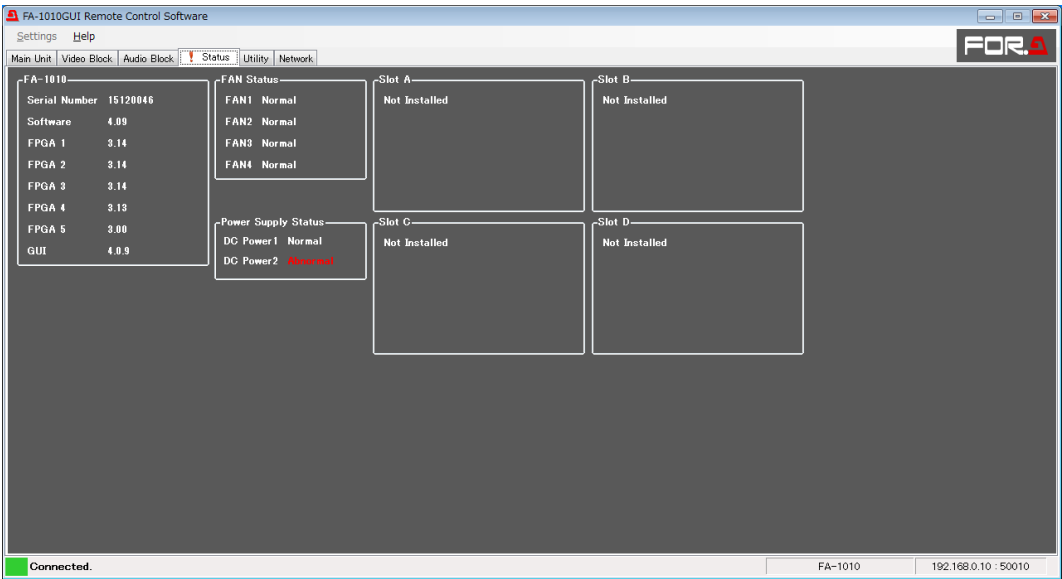 FA-1010GUI Remote Control Software
Settings Help
FOR.A
Main Unit Video Block Audio Block ! Status Utility Network
FA-1010
Serial Number 15120046
Software 4.09
FPGA 1 3.14
FPGA 2 3.14
FPGA 3 3.14
FPGA 4 3.13
FPGA 5 3.00
GUI 4.0.9
FAN Status
FAN1 Normal
FAN2 Normal
FAN3 Normal
FAN4 Normal
Power Supply Status
DC Power1 Normal
DC Power2 Abnormal
Slot A
Not Installed
Slot B
Not Installed
Slot C
Not Installed
Slot D
Not Installed
Connected.
FA-1010
192.168.0.10 : 50010